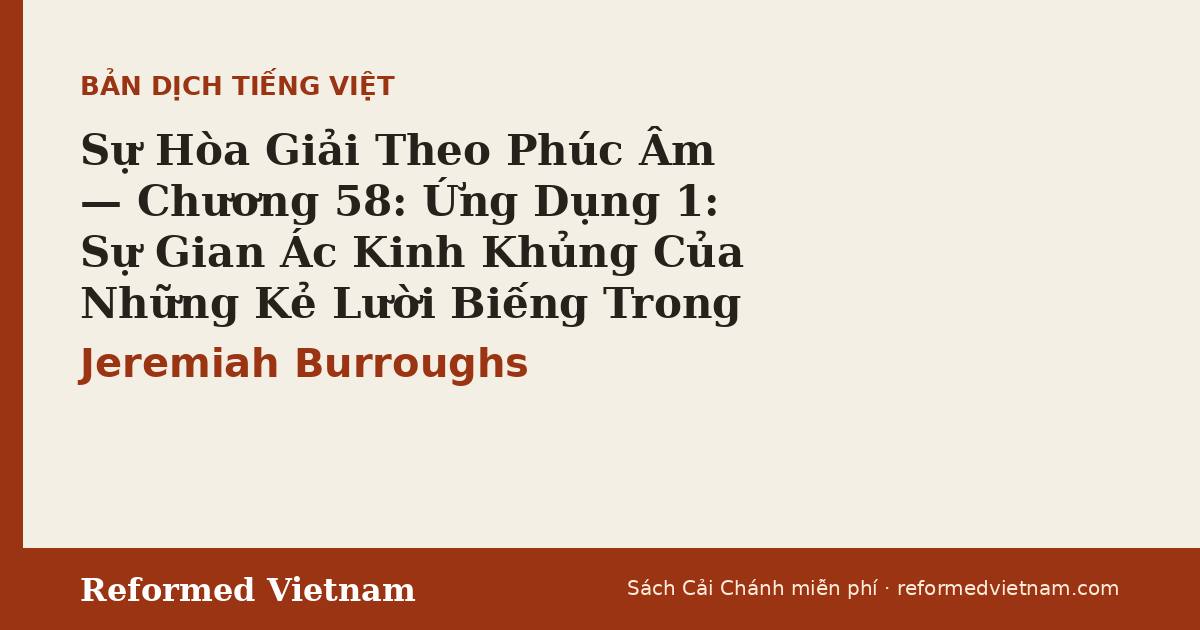 BẢN DỊCH TIẾNG VIỆT
Sự Hòa Giải Theo Phúc Âm
— Chương 58: Ứng Dụng 1:
Sự Gian Ác Kinh Khủng Của
Những Kẻ Lười Biếng Trong
Jeremiah Burroughs
Reformed Vietnam
Sách Cải Chánh miễn phí · reformedvietnam.com